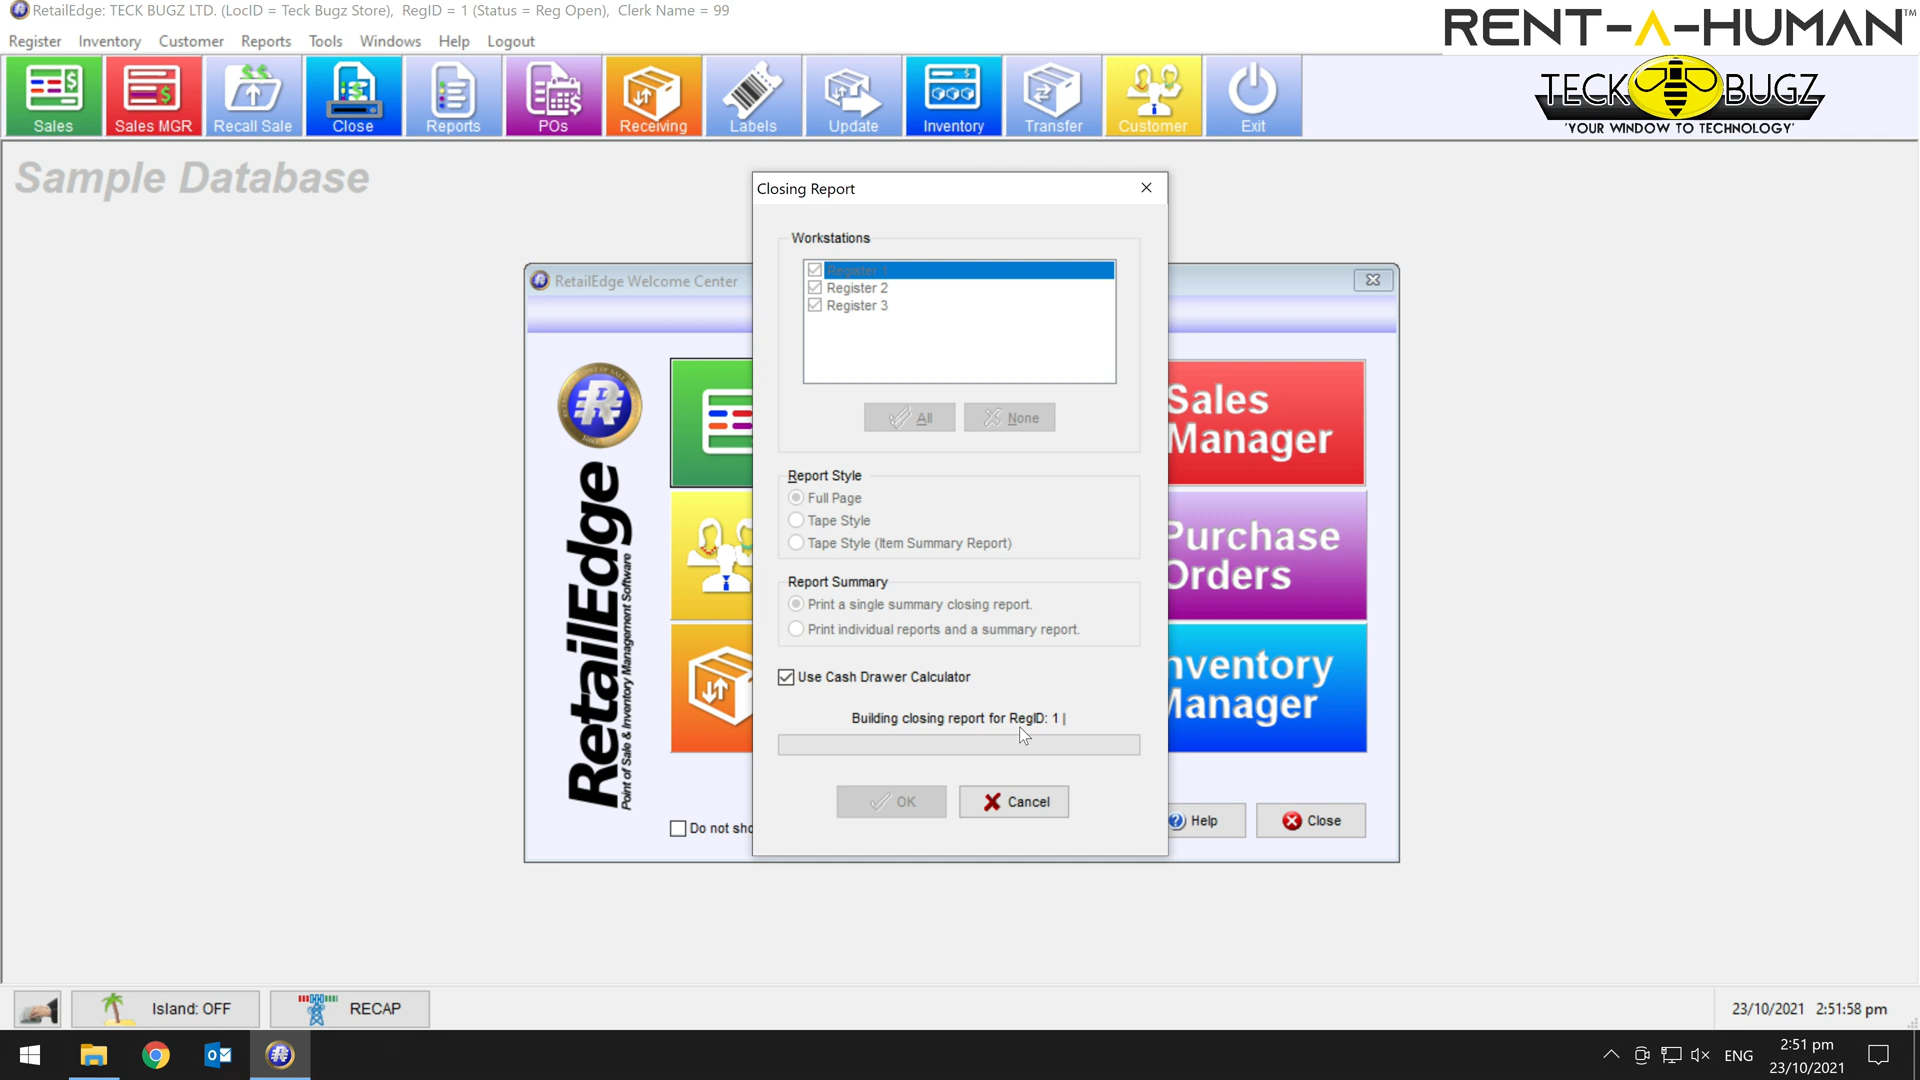 RetailEdge: TECK BUGZ LTD. (LocID = Teck Bugz Store),  RegID = 1 (Status = Reg Open),  Clerk Name = 99
RENT-A-HUMAN™
Register Inventory Customer Reports Tools Windows Help Logout
TECK BUGZ
'YOUR WINDOW TO TECHNOLOGY'
Sales Sales MGR Recall Sale Close Reports POs Receiving Labels Update Inventory Transfer Customer Exit
Sample Database
Closing Report
Workstations
Register 1
Register 2
Register 3
All None
Report Style
Full Page
Tape Style
Tape Style (Item Summary Report)
Report Summary
Print a single summary closing report.
Print individual reports and a summary report.
Use Cash Drawer Calculator
Building closing report for RegID: 1 |
OK Cancel
RetailEdge Welcome Center
RetailEdge
Point of Sale & Inventory Management Software
Sales
Manager
Purchase
Orders
nventory
Manager
Do not sho
Help Close
Island: OFF RECAP
23/10/2021 2:51:58 pm
ENG
2:51 pm
23/10/2021